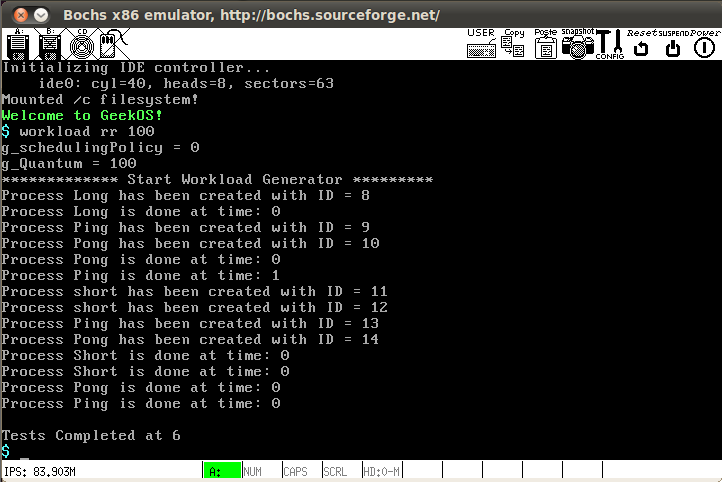 Bochs x86 emulator, http://bochs.sourceforge.net/
A: B: CD USER Copy Poste snapshot CONFIG Reset SUSPEND Power
Initializing IDE controller...
ide0: cyl=40, heads=8, sectors=63
Mounted /c filesystem!
Welcome to GeekOS!
$ workload rr 100
g_schedulingPolicy = 0
g_Quantum = 100
************* Start Workload Generator *********
Process Long has been created with ID = 8
Process Long is done at time: 0
Process Ping has been created with ID = 9
Process Pong has been created with ID = 10
Process Pong is done at time: 0
Process Ping is done at time: 1
Process short has been created with ID = 11
Process short has been created with ID = 12
Process Ping has been created with ID = 13
Process Pong has been created with ID = 14
Process Short is done at time: 0
Process Short is done at time: 0
Process Pong is done at time: 0
Process Ping is done at time: 0
Tests Completed at 6
$ _
IPS: 83.903M A: NUM CAPS SCRL HD:0-M